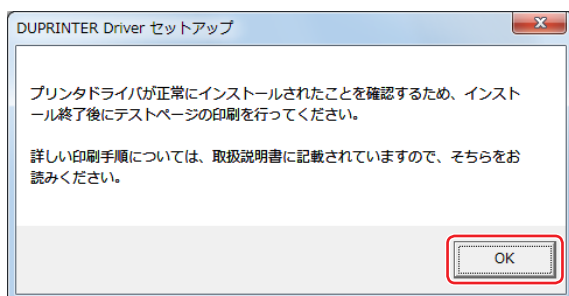 DUPRINTER Driver セットアップ
プリンタドライバが正常にインストールされたことを確認するため、インスト
ール終了後にテストページの印刷を行ってください。
詳しい印刷手順については、取扱説明書に記載されていますので、そちらをお
読みください。
OK